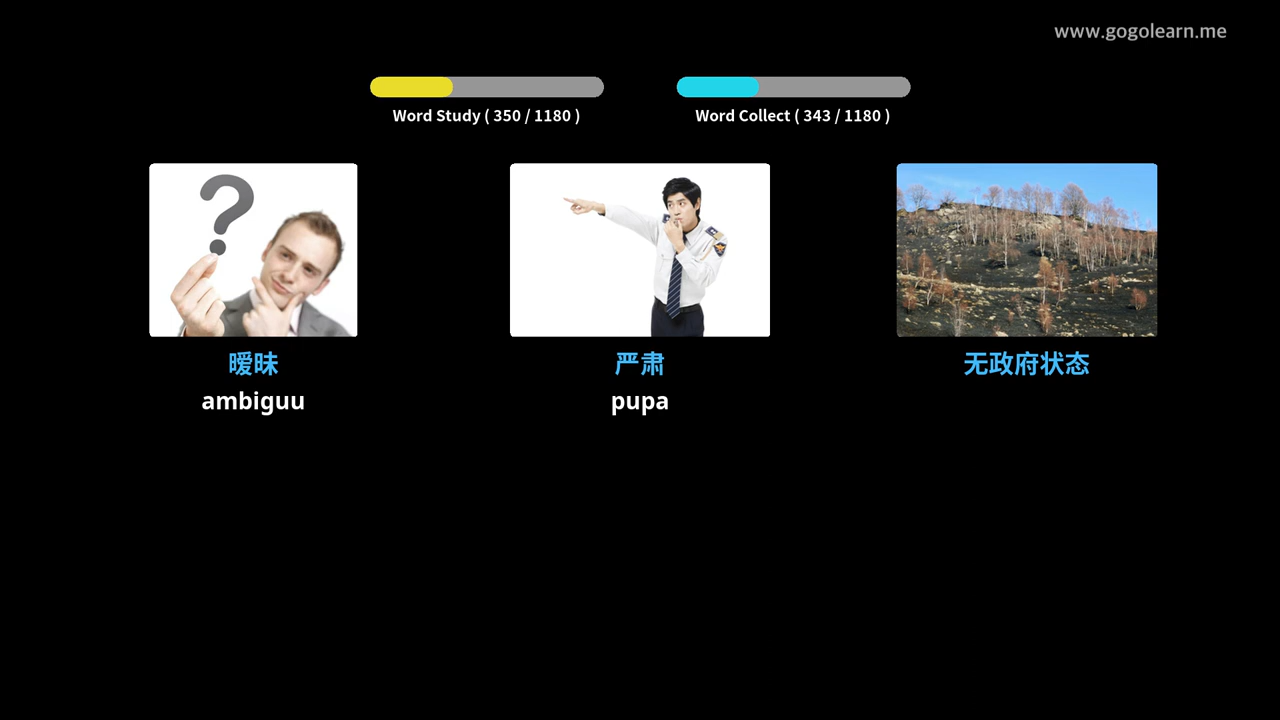 www.gogolearn.me
Word Study ( 350 / 1180 )
Word Collect ( 343 / 1180 )
暧昧
ambiguu
严肃
pupa
无政府状态